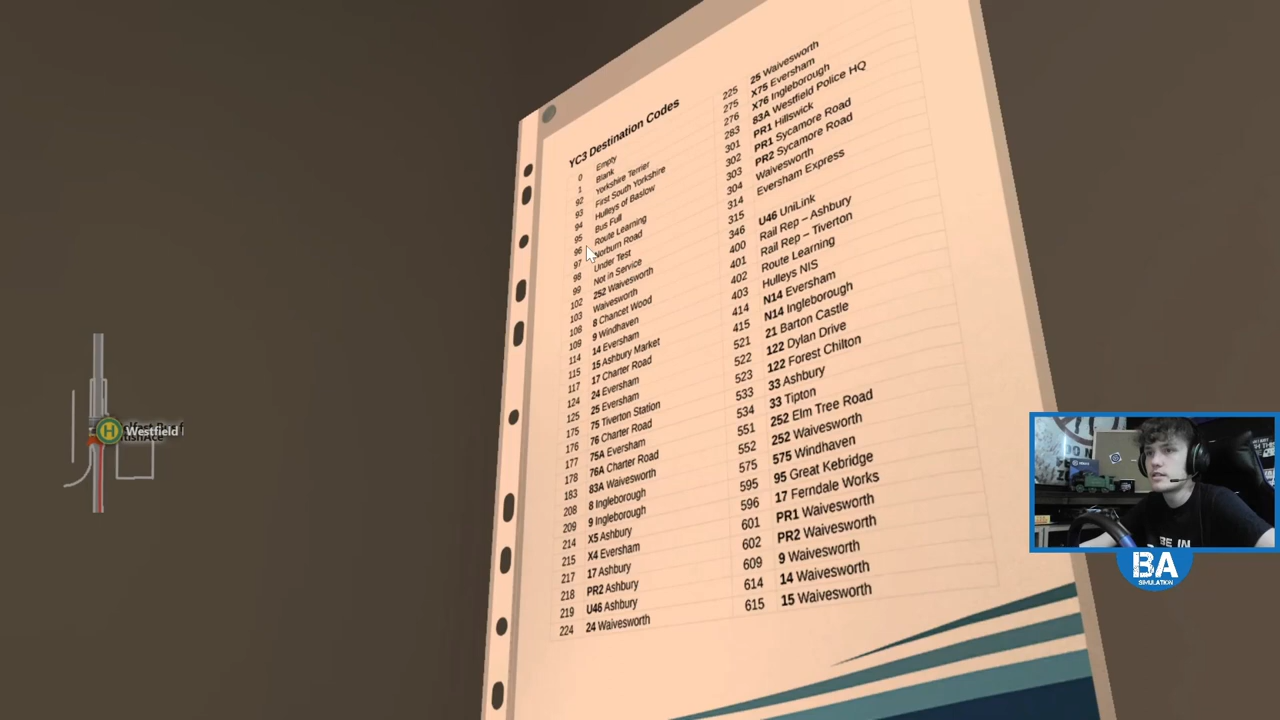 YC3 Destination Codes
0 Empty
1 Blank
92 Yorkshire Terrier
93 First South Yorkshire
94 Hulleys of Baslow
95 Bus Full
96 Route Learning
97 Norburn Road
98 Under Test
99 Not in Service
102 252 Waivesworth
103 Waivesworth
108 8 Chancet Wood
109 9 Windhaven
114 14 Eversham
115 15 Ashbury Market
117 17 Charter Road
124 24 Eversham
125 25 Eversham
175 75 Tiverton Station
176 76 Charter Road
177 75A Eversham
178 76A Charter Road
183 83A Waivesworth
208 8 Ingleborough
209 9 Ingleborough
214 X5 Ashbury
215 X4 Eversham
217 17 Ashbury
218 PR2 Ashbury
219 U46 Ashbury
224 24 Waivesworth
225 25 Waivesworth
275 X75 Eversham
276 X76 Ingleborough
283 83A Westfield Police HQ
301 PR1 Hillswick
302 PR1 Sycamore Road
303 PR2 Sycamore Road
304 Waivesworth
314 Eversham Express
315
346 U46 UniLink
400 Rail Rep – Ashbury
401 Rail Rep – Tiverton
402 Route Learning
403 Hulleys NIS
414 N14 Eversham
415 N14 Ingleborough
521 21 Barton Castle
522 122 Dylan Drive
523 122 Forest Chilton
533 33 Ashbury
534 33 Tipton
551 252 Elm Tree Road
552 252 Waivesworth
575 575 Windhaven
595 95 Great Kebridge
596 17 Ferndale Works
601 PR1 Waivesworth
602 PR2 Waivesworth
609 9 Waivesworth
614 14 Waivesworth
615 15 Waivesworth
H Westfield
BE IN
BA
SIMULATION